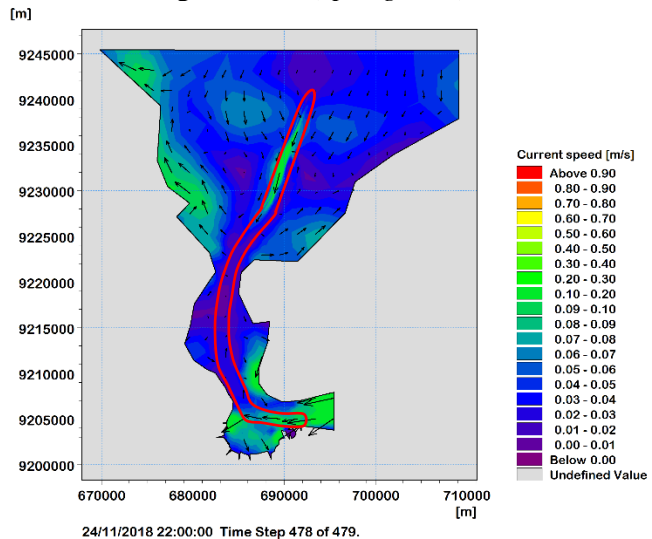 [m]
9245000
9240000
9235000
9230000
9225000
9220000
9215000
9210000
9205000
9200000
670000 680000 690000 700000 710000
[m]
24/11/2018 22:00:00 Time Step 478 of 479.
Current speed [m/s]
Above 0.90
0.80 - 0.90
0.70 - 0.80
0.60 - 0.70
0.50 - 0.60
0.40 - 0.50
0.30 - 0.40
0.20 - 0.30
0.10 - 0.20
0.09 - 0.10
0.08 - 0.09
0.07 - 0.08
0.06 - 0.07
0.05 - 0.06
0.04 - 0.05
0.03 - 0.04
0.02 - 0.03
0.01 - 0.02
0.00 - 0.01
Below 0.00
Undefined Value